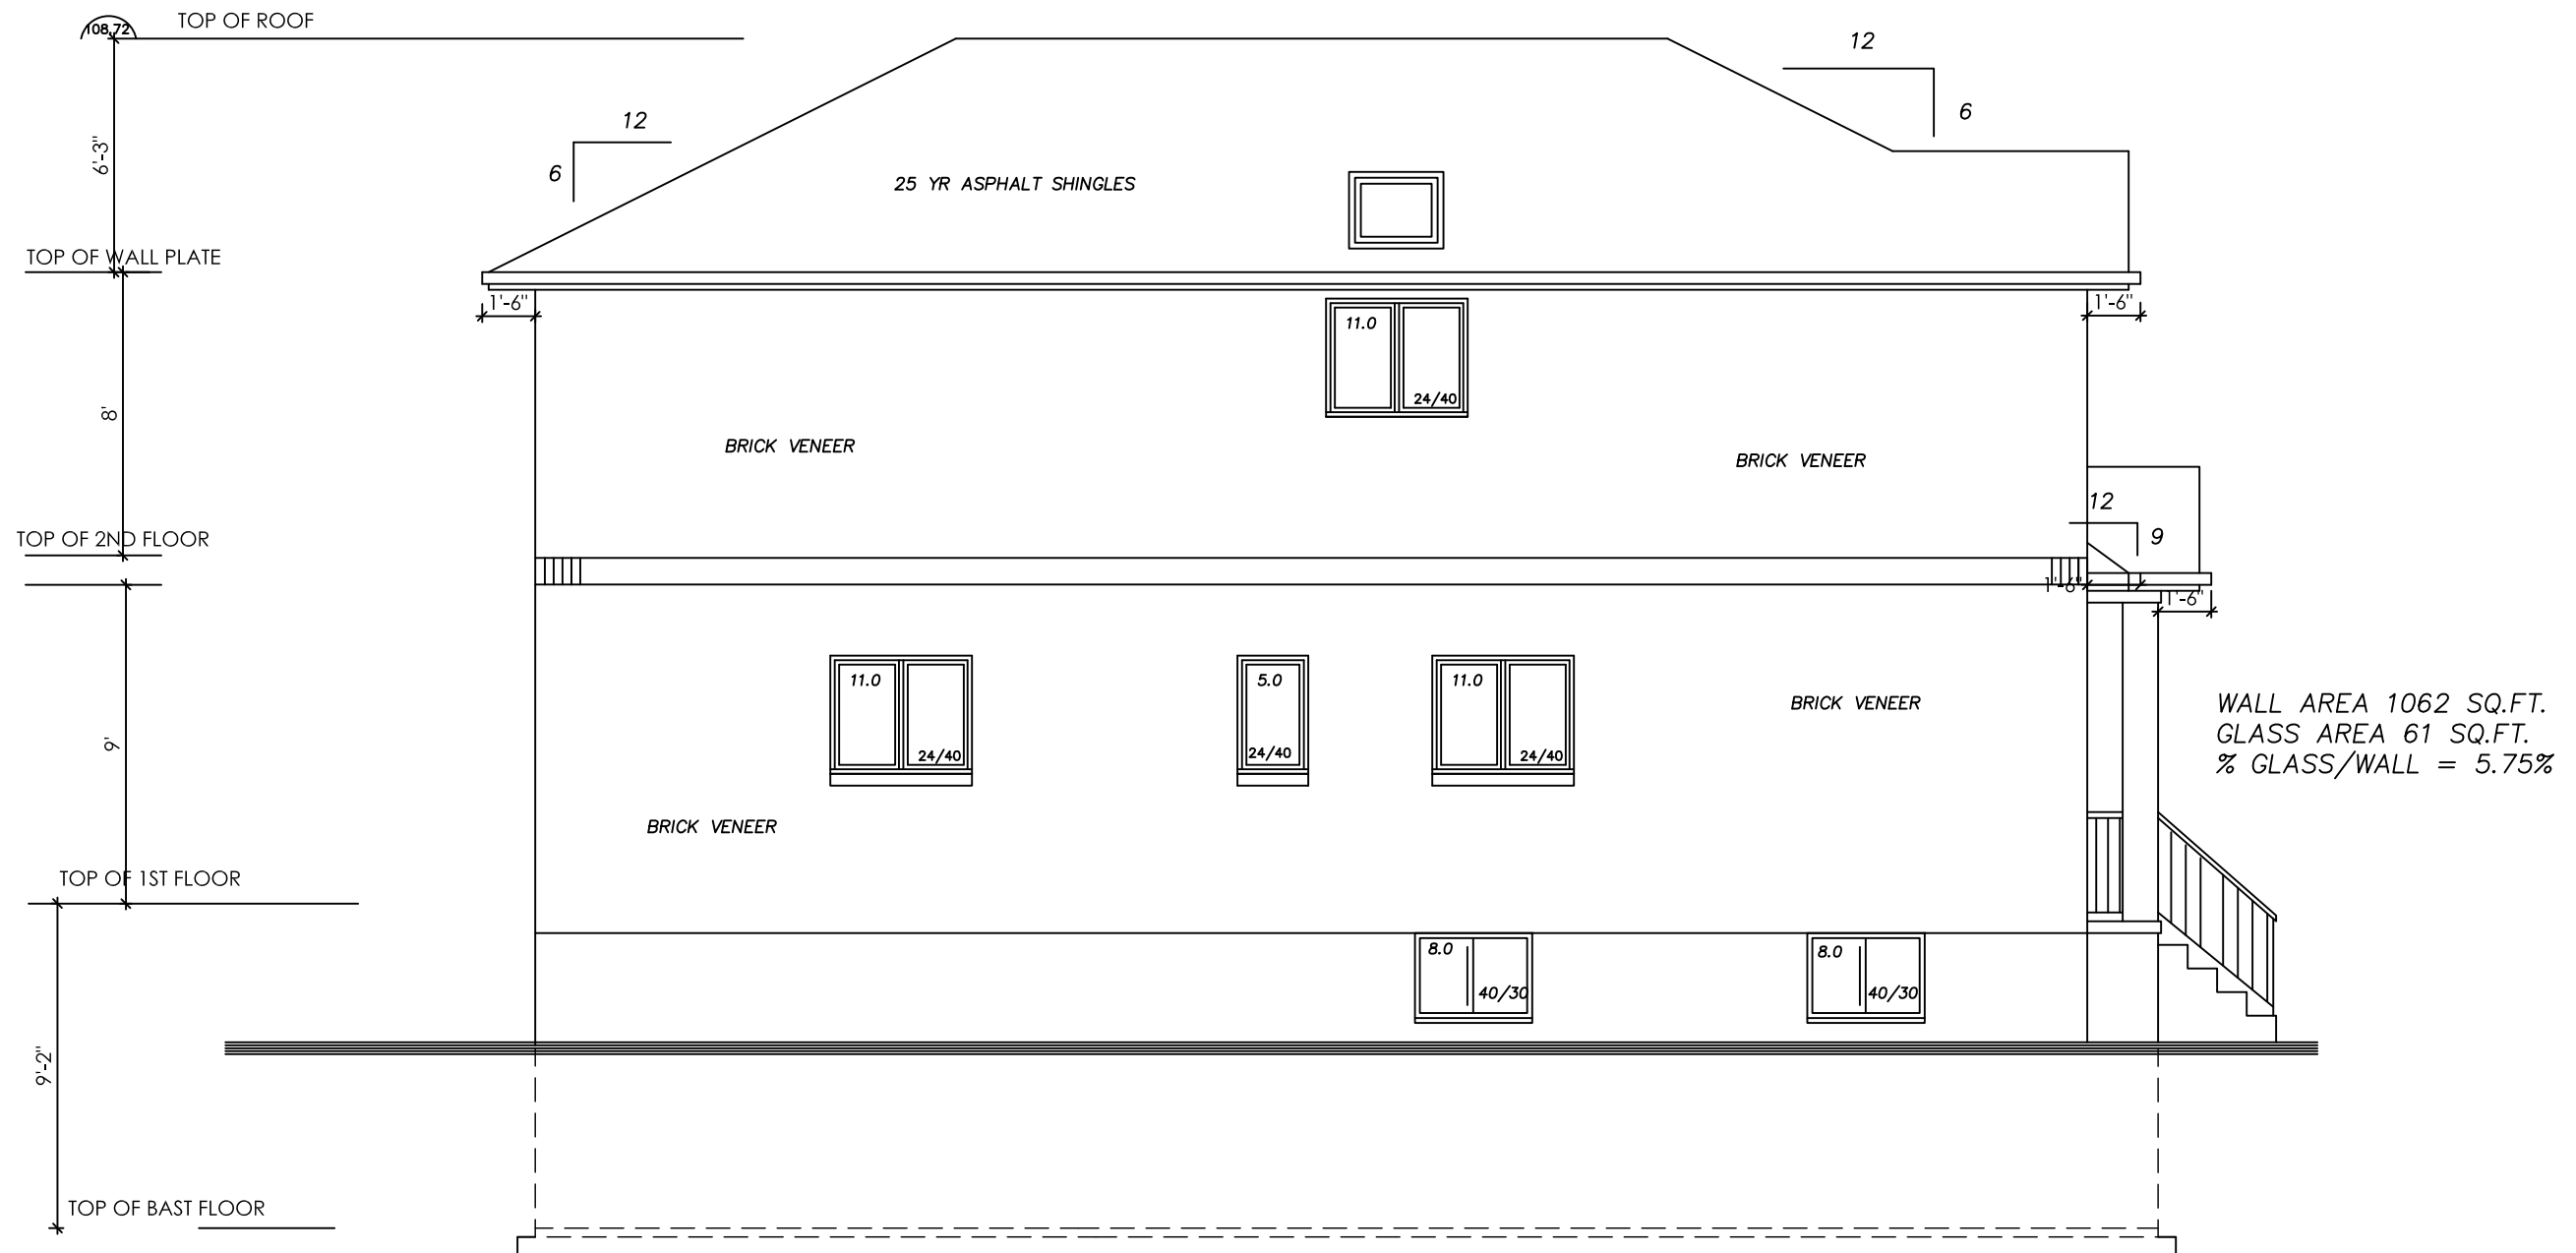 108.72
TOP OF ROOF
12
6
12
6
6'-3"
25 YR ASPHALT SHINGLES
TOP OF WALL PLATE
1'-6"
1'-6"
11.0
24/40
8'
BRICK VENEER
BRICK VENEER
12
9
TOP OF 2ND FLOOR
1'-6"
1'-6"
11.0
24/40
5.0
24/40
11.0
24/40
BRICK VENEER
9'
WALL AREA 1062 SQ.FT.
GLASS AREA 61 SQ.FT.
% GLASS/WALL = 5.75%
BRICK VENEER
TOP OF 1ST FLOOR
8.0
40/30
8.0
40/30
9'-2"
TOP OF BAST FLOOR